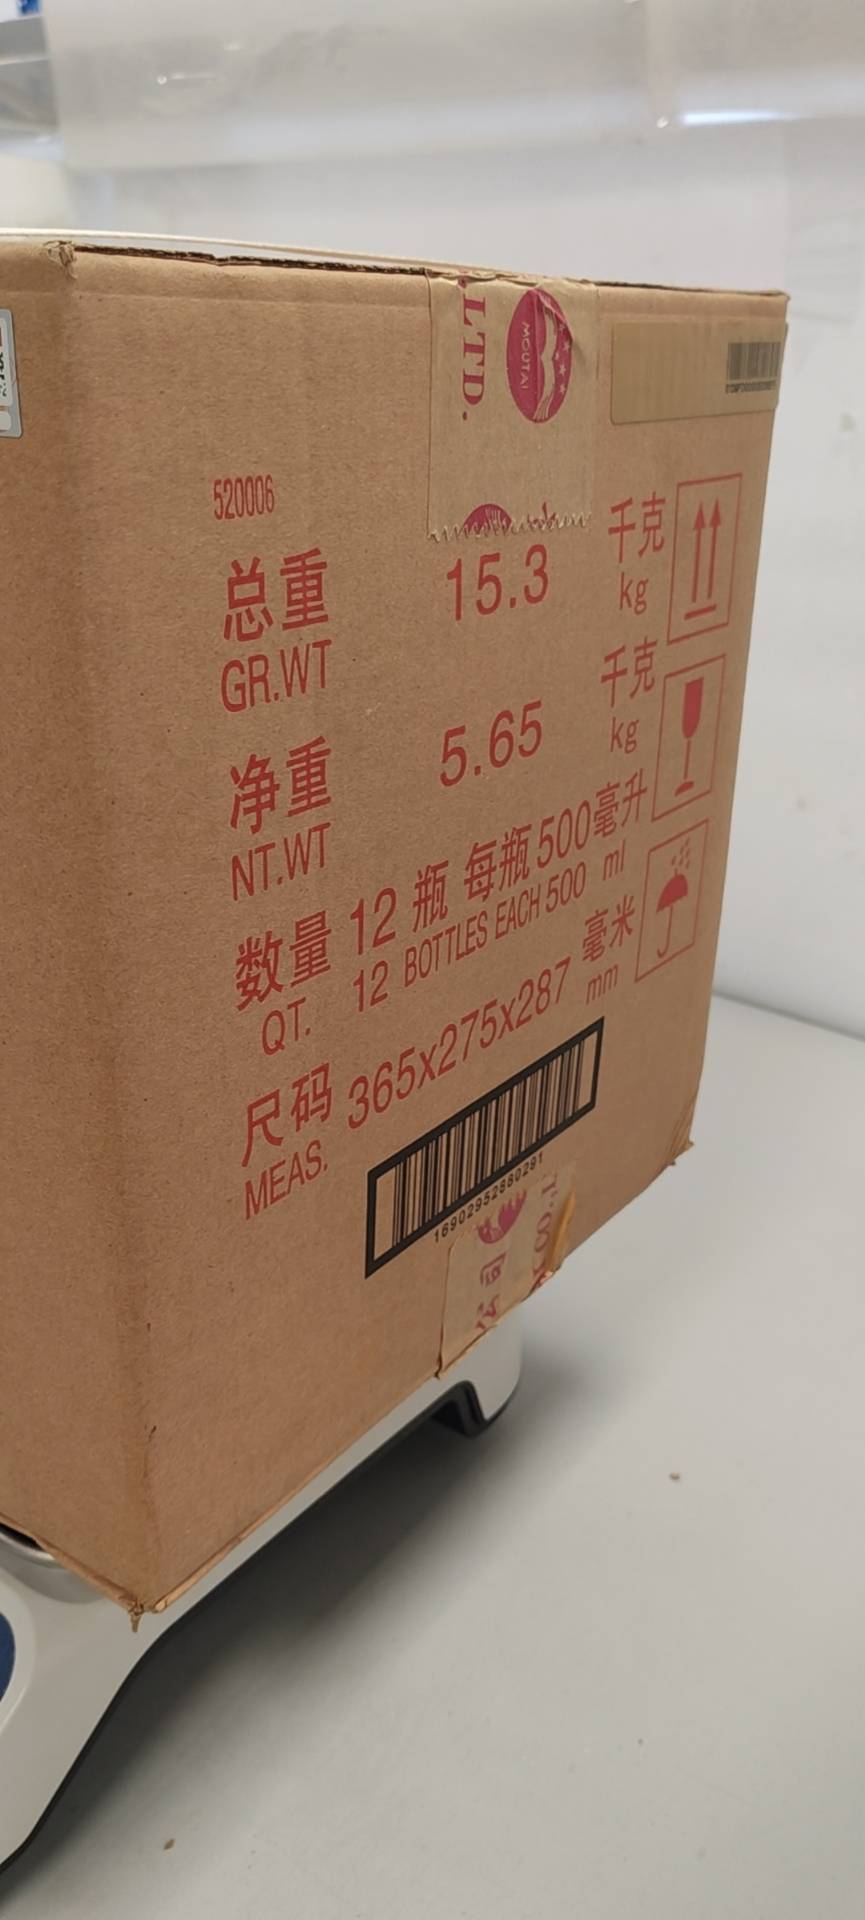 LTD.
MOUTAI
520006
总重 15.3 千克
GR.WT kg
净重 5.65 千克
NT.WT kg
数量 12 瓶 每瓶 500 毫升
QT. 12 BOTTLES EACH 500 ml
尺码 365x275x287 毫米
MEAS. mm
16902952880291